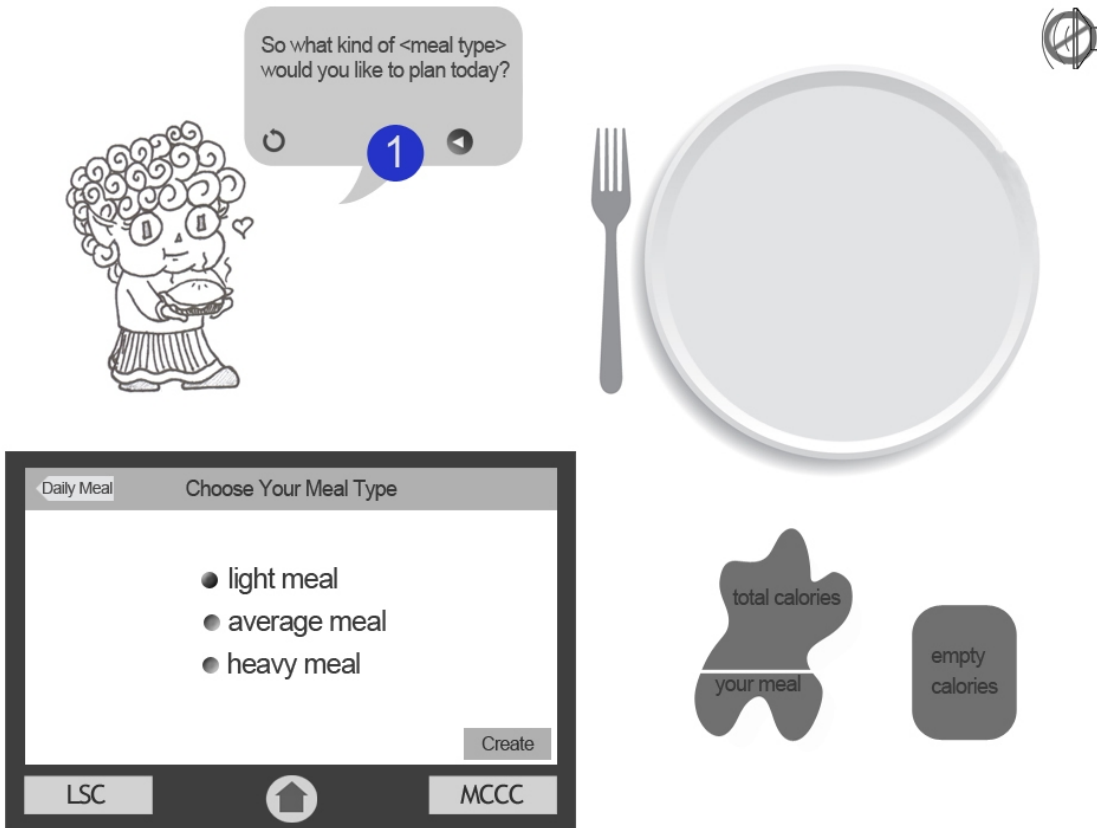 So what kind of <meal type>
would you like to plan today?
1
Daily Meal
Choose Your Meal Type
light meal
average meal
heavy meal
Create
LSC
MCCC
total calories
your meal
empty
calories